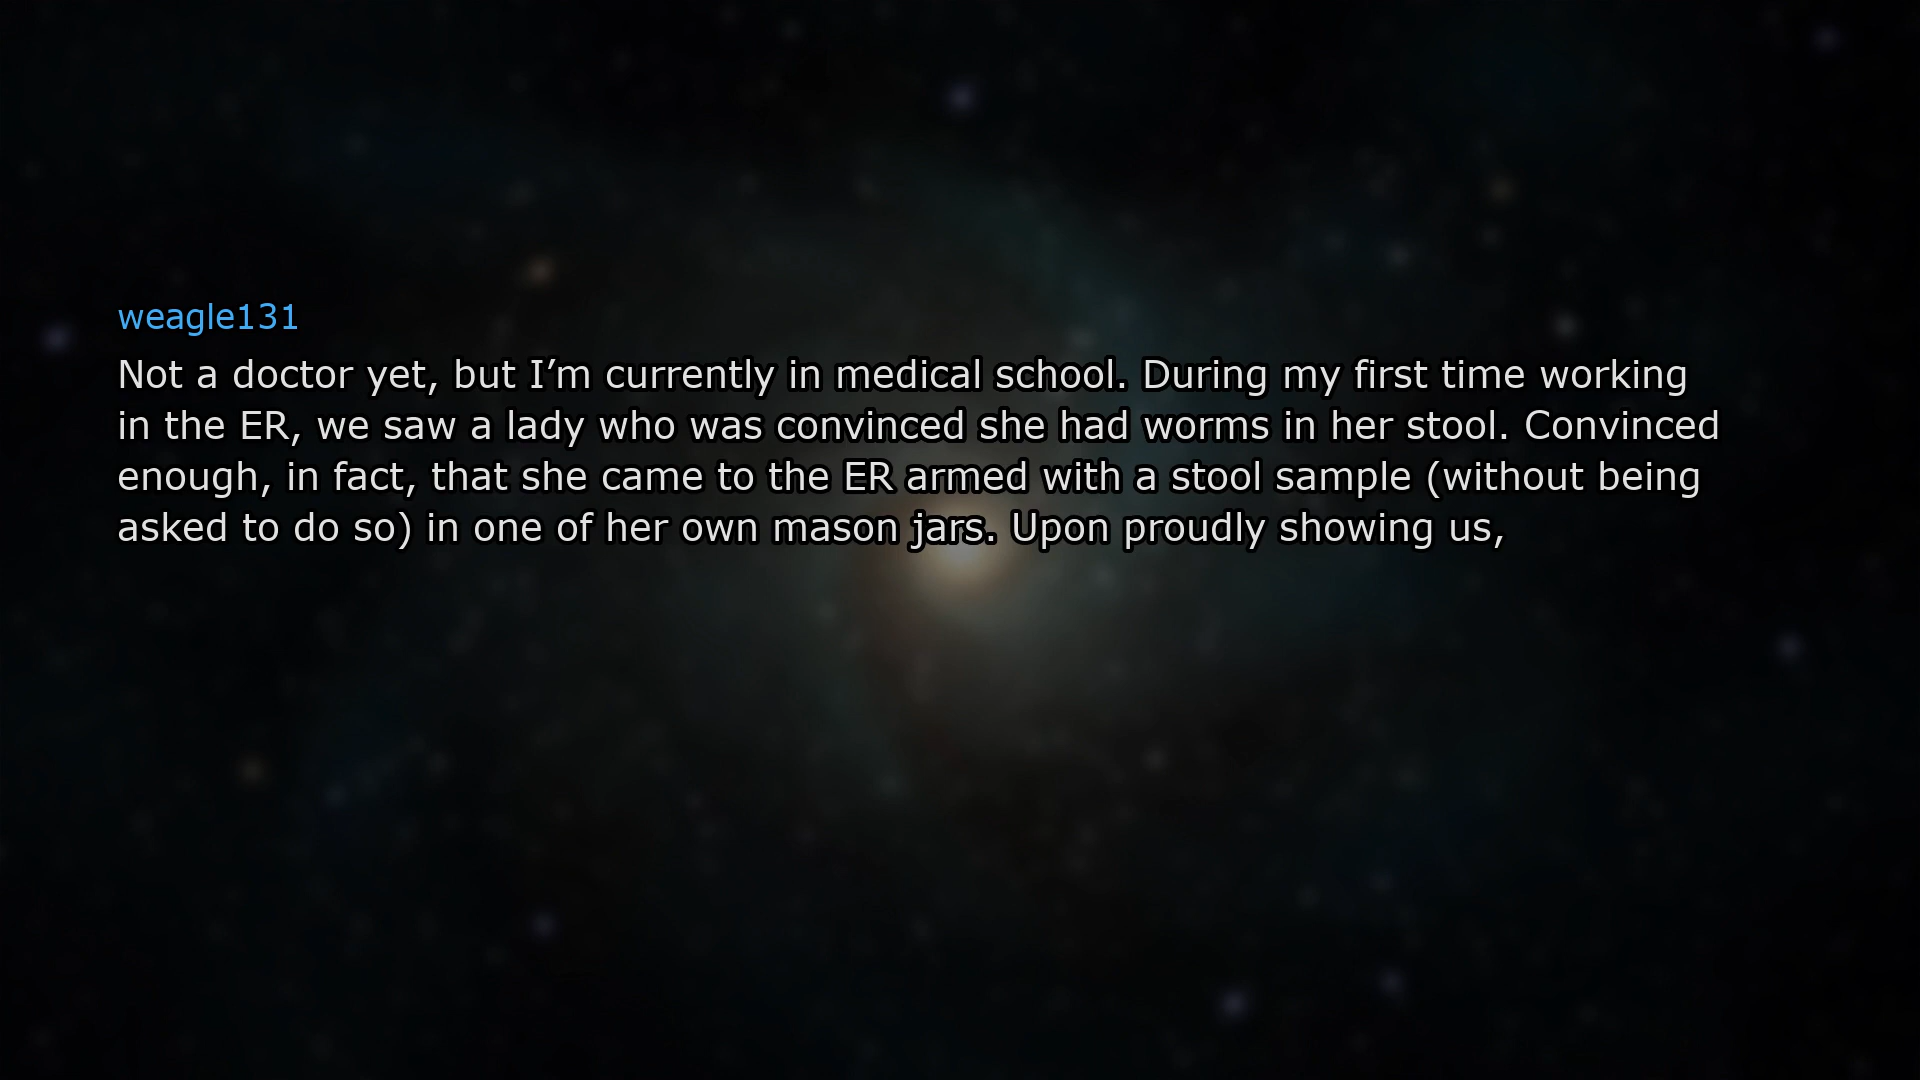 weagle131
Not a doctor yet, but I’m currently in medical school. During my first time working
in the ER, we saw a lady who was convinced she had worms in her stool. Convinced
enough, in fact, that she came to the ER armed with a stool sample (without being
asked to do so) in one of her own mason jars. Upon proudly showing us,